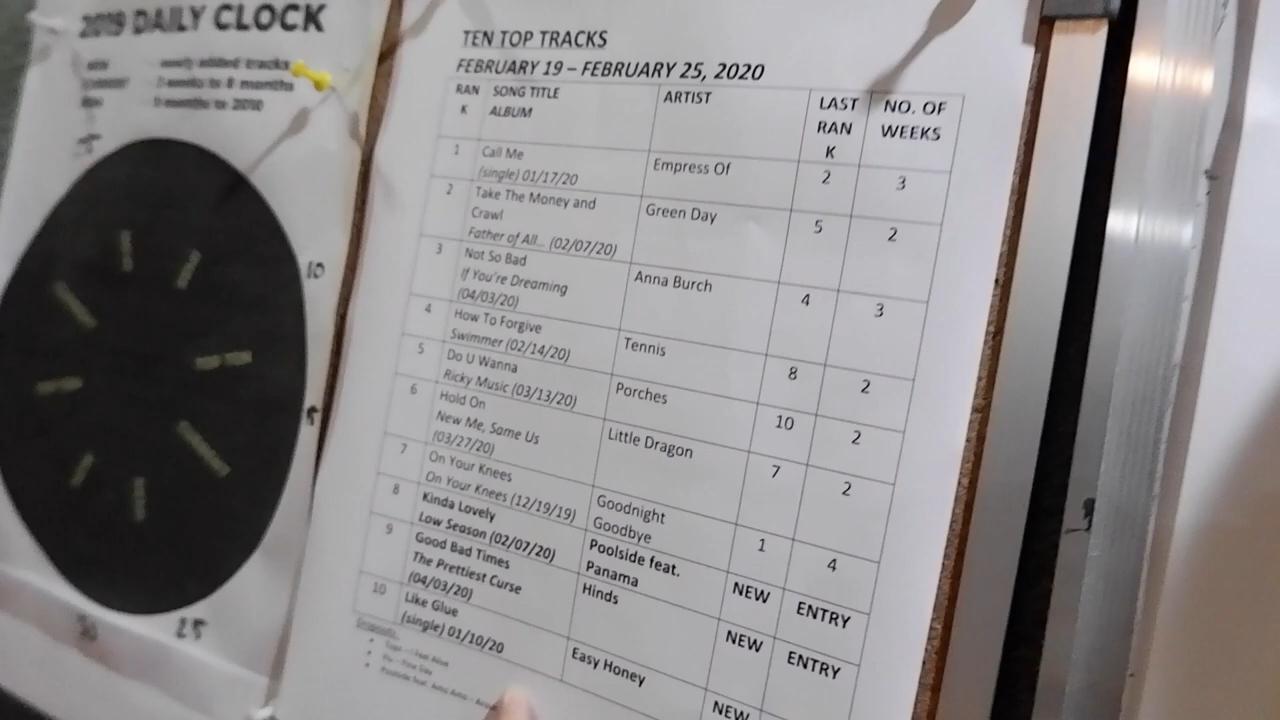 2019 DAILY CLOCK
newly added tracks
10
5
25
TEN TOP TRACKS
FEBRUARY 19 – FEBRUARY 25, 2020
RAN
K
SONG TITLE
ALBUM
ARTIST
LAST
RAN
K
NO. OF
WEEKS
1
Call Me
(single) 01/17/20
Empress Of
2
3
2
Take The Money and
Crawl
Father of All... (02/07/20)
Green Day
5
2
3
Not So Bad
If You're Dreaming
(04/03/20)
Anna Burch
4
3
4
How To Forgive
Swimmer (02/14/20)
Tennis
8
2
5
Do U Wanna
Ricky Music (03/13/20)
Porches
10
2
6
Hold On
New Me, Same Us
(03/27/20)
Little Dragon
7
2
7
On Your Knees
On Your Knees (12/19/19)
Goodnight
Goodbye
1
4
8
Kinda Lovely
Low Season (02/07/20)
Poolside feat.
Panama
NEW
ENTRY
9
Good Bad Times
The Prettiest Curse
(04/03/20)
Hinds
NEW
ENTRY
10
Like Glue
(single) 01/10/20
Easy Honey
NEW